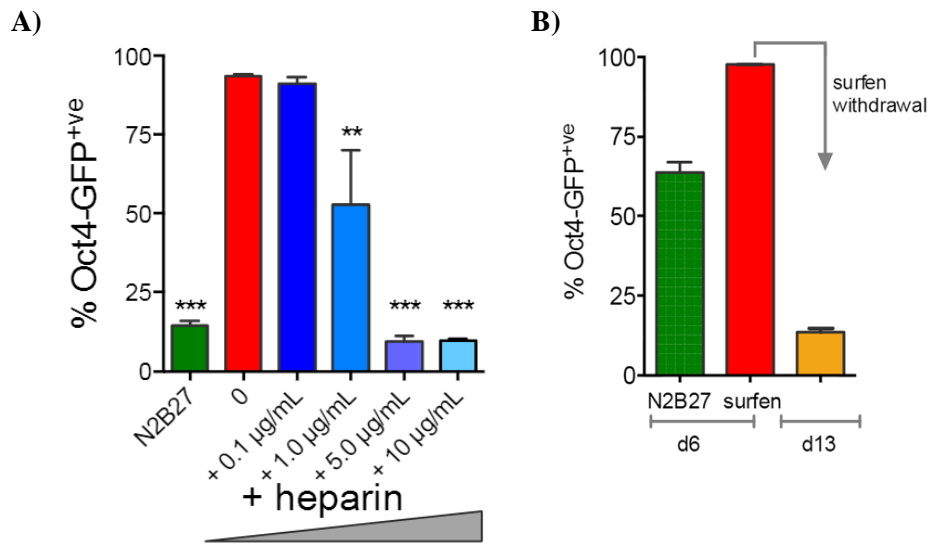 A)
% Oct4-GFP+ve
100
75
50
25
0
***
**
***
***
N2B27
0
+ 0.1 µg/mL
+ 1.0 µg/mL
+ 5.0 µg/mL
+ 10 µg/mL
+ heparin
B)
% Oct4-GFP+ve
100
75
50
25
0
surfen
withdrawal
N2B27 surfen
d6 d13